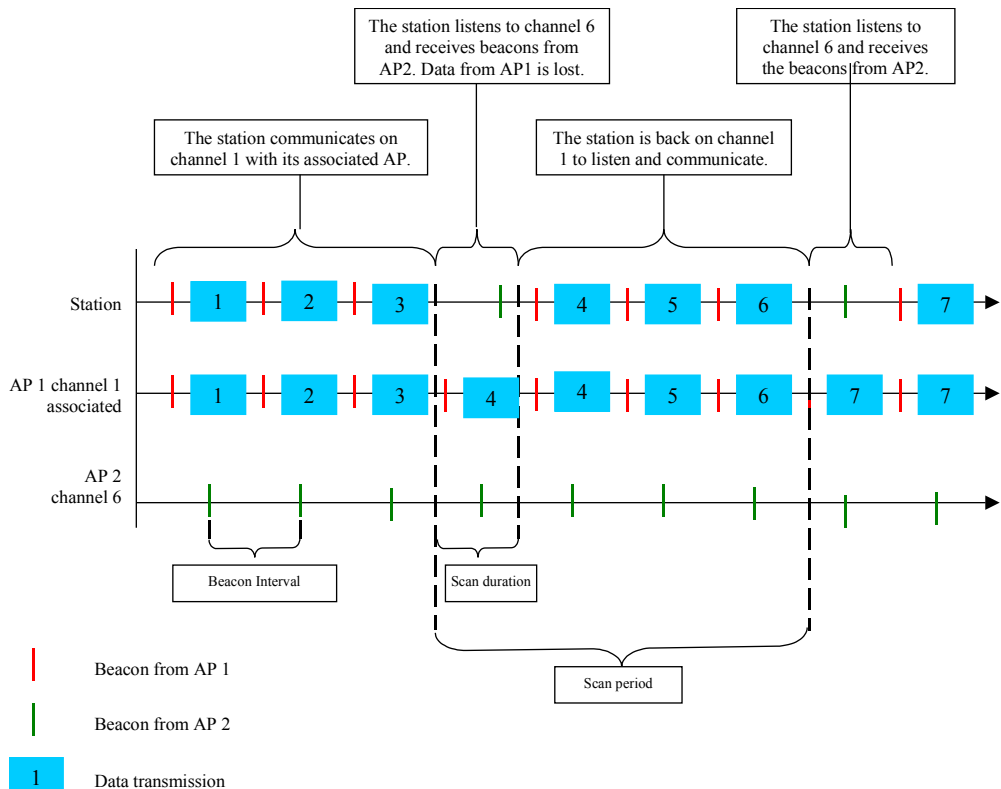 The station listens to channel 6
and receives beacons from
AP2. Data from AP1 is lost.
The station listens to
channel 6 and receives
the beacons from AP2.
The station communicates on
channel 1 with its associated AP.
The station is back on channel
1 to listen and communicate.
Station
1
2
3
4
5
6
7
AP 1 channel 1
associated
1
2
3
4
4
5
6
7
7
AP 2
channel 6
Beacon Interval
Scan duration
Scan period
Beacon from AP 1
Beacon from AP 2
1
Data transmission